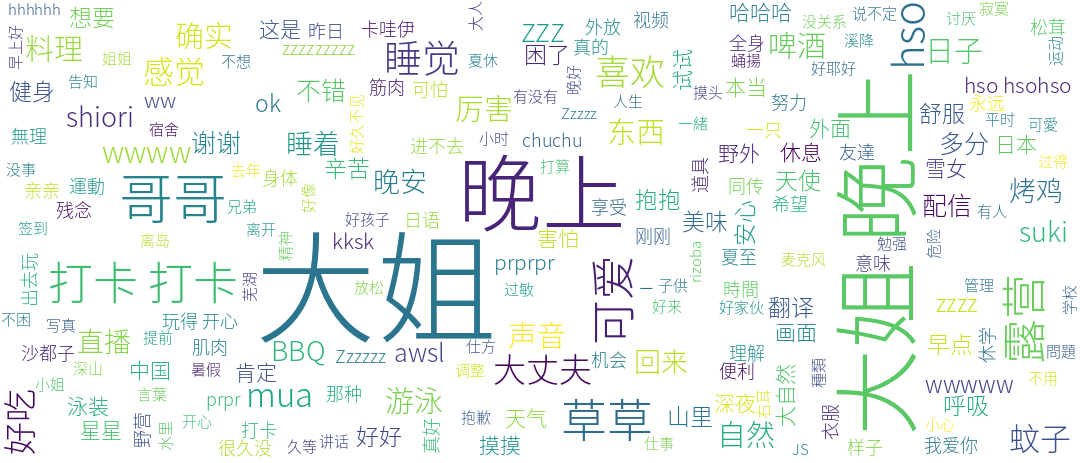 hhhhhh
想要
早上好
料理
姐姐
告知
健身
ww
shiori
宿舍
wwww
無理
没事
亲亲
運動
去年
身体
残念
兄弟
签到
离岛
离开
出去玩
芜湖
精神
确实
感觉
谢谢
哥哥
打卡 打卡
这是
昨日
zzzzzzzzz
不想
ok
不错
睡着
好像
辛苦
好久不见
好孩子
kksk
放松
大姐
卡哇伊
睡觉
夏休
筋肉
可怕
进不去
晚安
日语
大人
ZZZ
困了
晚好
厉害
有没有
小时
chuchu
打算
晚上
享受
害怕
prprpr
过敏
外放
真的
Zzzzz
视频
喜欢
试试
人生
东西
一緒
抱抱
刚刚
可爱
一
子供
好来
rizoba
哈哈哈
没关系
说不定
讨厌
寂寞
啤酒
溪降
全身
蛹揚
好耶好
摸头
本当
努力
一只
外面
野外
休息
友達
道具
同传
天使
希望
美味
安心
夏至
麦克风
時間
意味
翻译
好家伙
画面
hso
日子
松茸
运动
hso hsohso
永远
平时
可愛
舒服
多分
日本
过得
雪女
烤鸡
配信
有人
勉强
危险
suki
大姐 晚上
管理
zzzz
露营
学校
早点
休学
問題
不用
不困
写真
提前
玩得 开心
沙都子
直播
深山
中国
肌肉
暑假
言葉
小姐
泳装
prpr
野营
水里
开心
星星
打卡
很久没
好吃
BBQ
Zzzzzz
awsl
仕方
肯定
调整
mua
那种
游泳
抱歉
久等
讲话
好好
真好
摸摸
声音
大丈夫
机会
回来
天气
草草
仕事
山里
理解
便利
種類
深夜
石耳
大自然
自然
衣服
JS
样子
wwwww
呼吸
小心
我爱你
蚊子